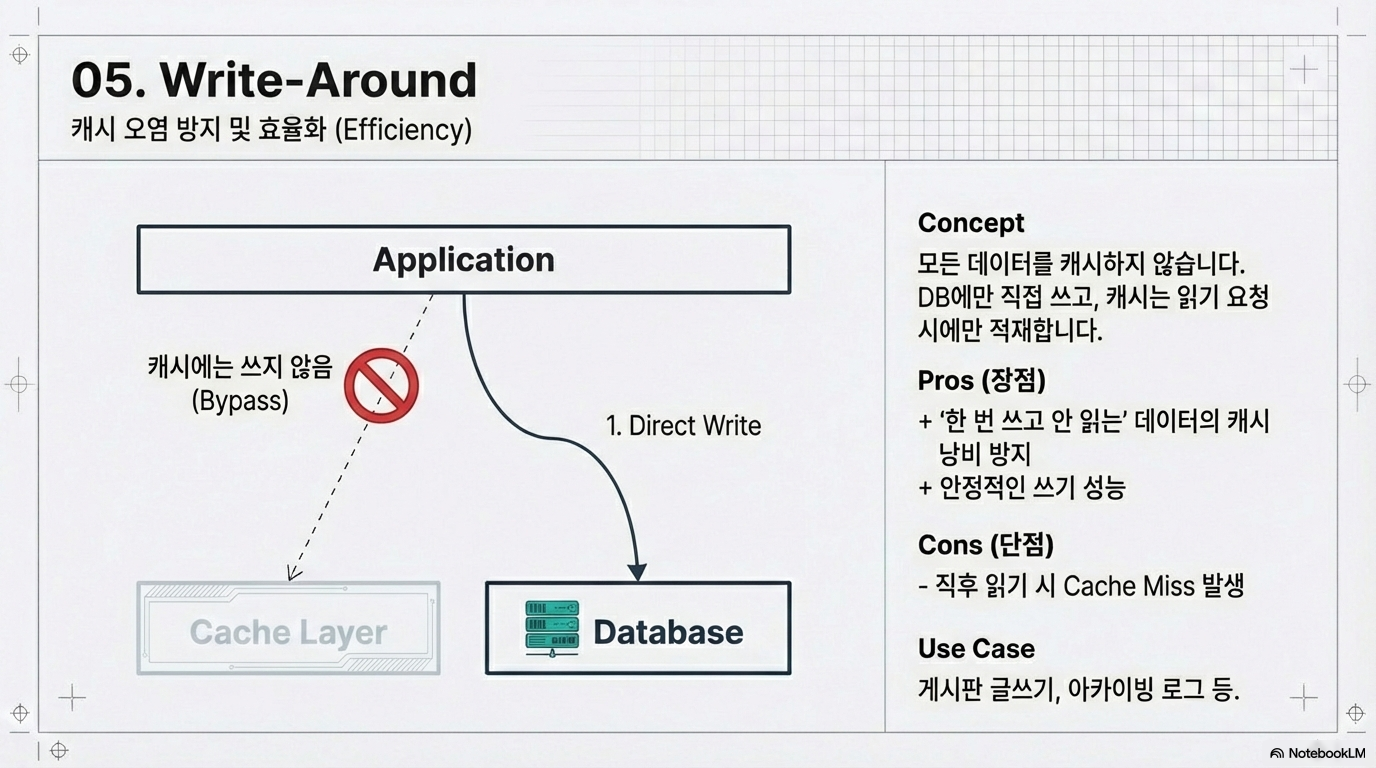 05. Write-Around
캐시 오염 방지 및 효율화 (Efficiency)
Application
캐시에는 쓰지 않음
(Bypass)
1. Direct Write
Cache Layer
Database
Concept
모든 데이터를 캐시하지 않습니다.
DB에만 직접 쓰고, 캐시는 읽기 요청
시에만 적재합니다.
Pros (장점)
+ ‘한 번 쓰고 안 읽는’ 데이터의 캐시
낭비 방지
+ 안정적인 쓰기 성능
Cons (단점)
- 직후 읽기 시 Cache Miss 발생
Use Case
게시판 글쓰기, 아카이빙 로그 등.
NotebookLM